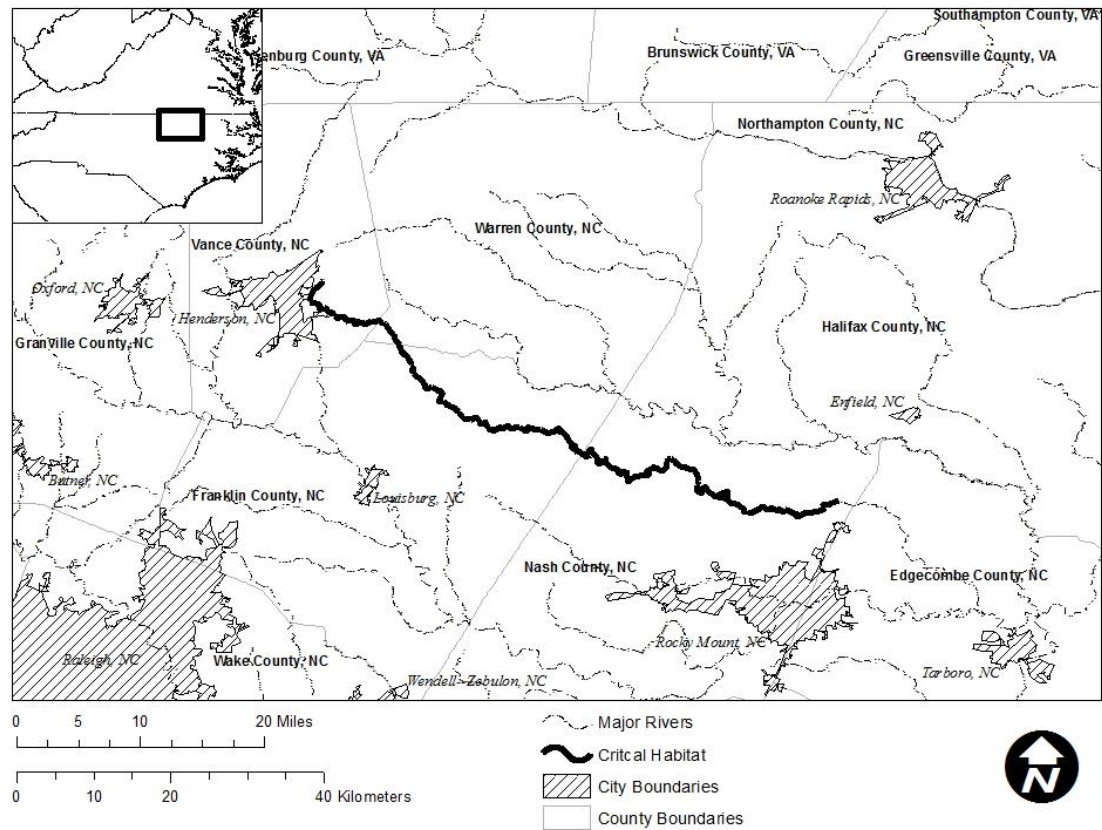 Southampton County, VA
enburg County, VA
Brunswick County, VA
Greensville County, VA
Northampton County, NC
Roanoke Rapids, NC
Warren County, NC
Vance County, NC
Oxford, NC
Henderson, NC
Halifax County, NC
Granville County, NC
Enfield, NC
Butner, NC
Franklin County, NC
Louisburg, NC
Nash County, NC
Edgecombe County, NC
Rocky Mount, NC
Raleigh, NC
Wake County, NC
Wendell--Zebulon, NC
Tarboro, NC
0 5 10 20 Miles
0 10 20 40 Kilometers
Major Rivers
Critcal Habitat
City Boundaries
County Boundaries
N